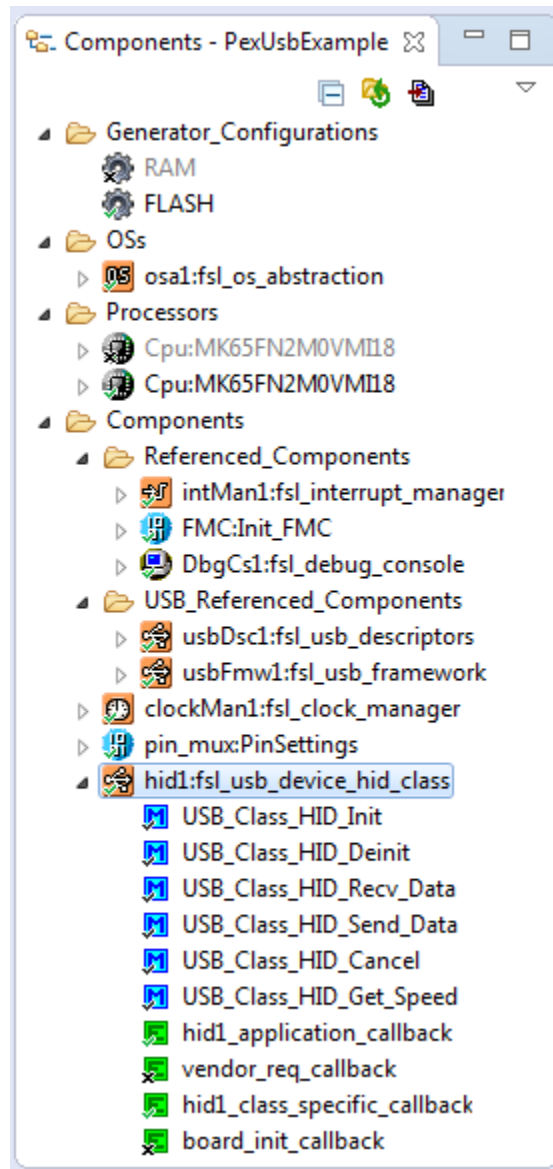 Components - PexUsbExample
Generator_Configurations
RAM
FLASH
OSs
osa1:fsl_os_abstraction
Processors
Cpu:MK65FN2M0VMI18
Cpu:MK65FN2M0VMI18
Components
Referenced_Components
intMan1:fsl_interrupt_manager
FMC:Init_FMC
DbgCs1:fsl_debug_console
USB_Referenced_Components
usbDsc1:fsl_usb_descriptors
usbFmw1:fsl_usb_framework
clockMan1:fsl_clock_manager
pin_mux:PinSettings
hid1:fsl_usb_device_hid_class
USB_Class_HID_Init
USB_Class_HID_Deinit
USB_Class_HID_Recv_Data
USB_Class_HID_Send_Data
USB_Class_HID_Cancel
USB_Class_HID_Get_Speed
hid1_application_callback
vendor_req_callback
hid1_class_specific_callback
board_init_callback